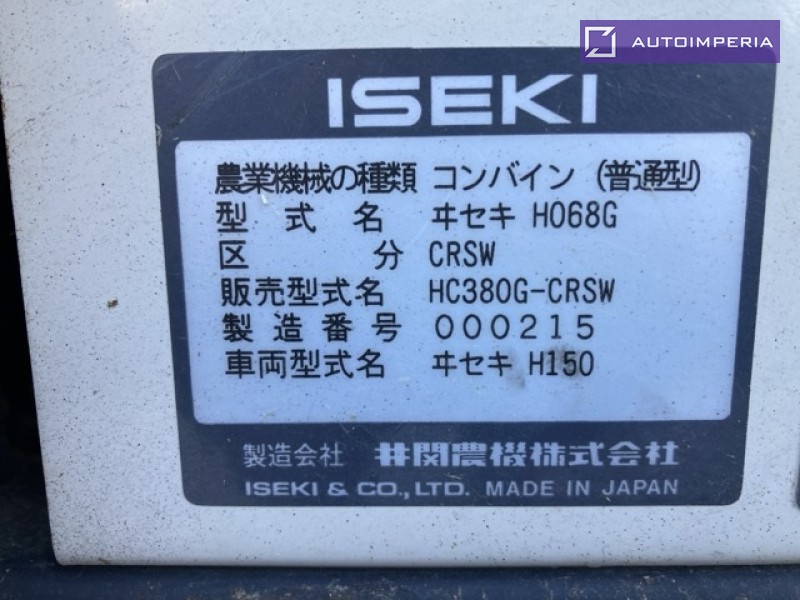 AUTOIMPERIA
ISEKI
農業機械の種類 コンバイン (普通型)
型式名 ヰセキ HO68G
区分 CRSW
販売型式名 HC380G-CRSW
製造番号 000215
車両型式名 ヰセキ H150
製造会社 井関農機株式会社
ISEKI & CO., LTD. MADE IN JAPAN